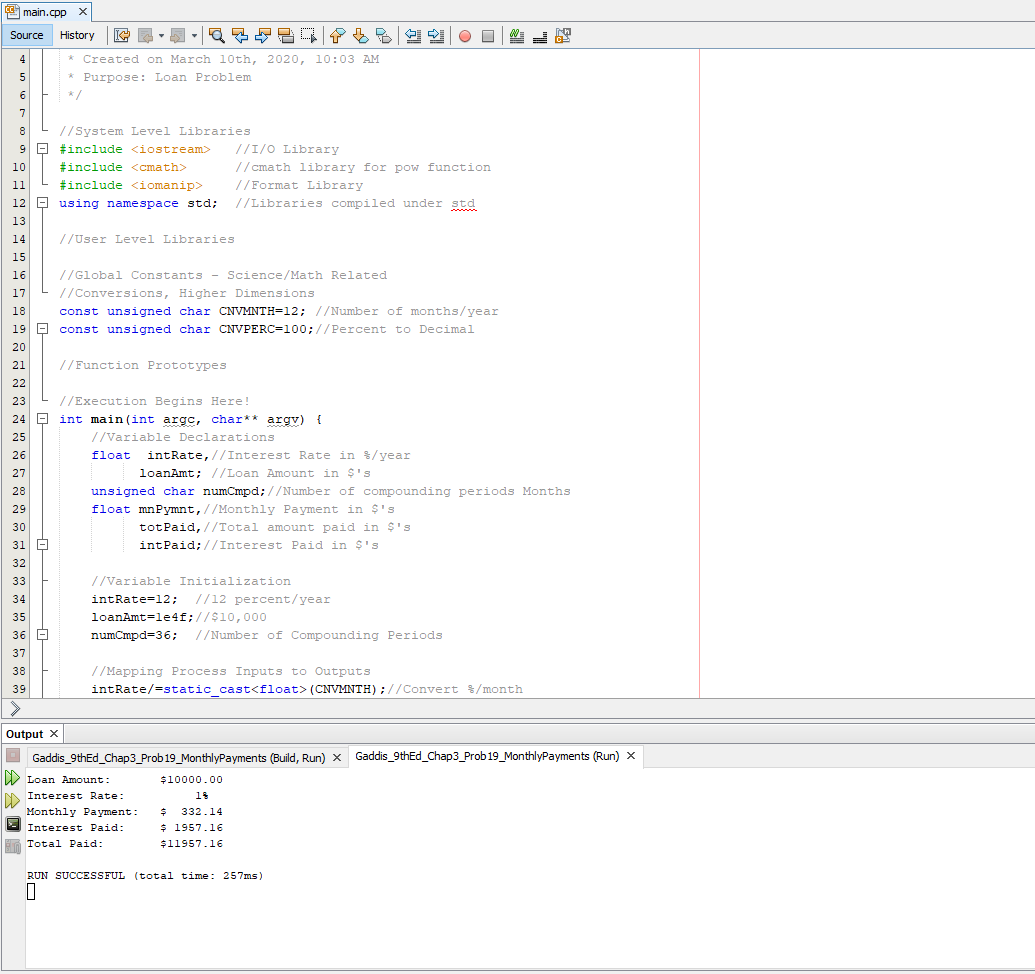 main.cpp
Source History
4 * Created on March 10th, 2020, 10:03 AM
5 * Purpose: Loan Problem
6 */
7
8 //System Level Libraries
9 #include <iostream> //I/O Library
10 #include <cmath> //cmath library for pow function
11 #include <iomanip> //Format Library
12 using namespace std; //Libraries compiled under std
13
14 //User Level Libraries
15
16 //Global Constants - Science/Math Related
17 //Conversions, Higher Dimensions
18 const unsigned char CNVMNTH=12; //Number of months/year
19 const unsigned char CNVPERC=100;//Percent to Decimal
20
21 //Function Prototypes
22
23 //Execution Begins Here!
24 int main(int argc, char** argv) {
25 //Variable Declarations
26 float intRate,//Interest Rate in %/year
27 loanAmt; //Loan Amount in $'s
28 unsigned char numCmpd;//Number of compounding periods Months
29 float mnPymnt,//Monthly Payment in $'s
30 totPaid,//Total amount paid in $'s
31 intPaid;//Interest Paid in $'s
32
33 //Variable Initialization
34 intRate=12; //12 percent/year
35 loanAmt=1e4f;//$10,000
36 numCmpd=36; //Number of Compounding Periods
37
38 //Mapping Process Inputs to Outputs
39 intRate/=static_cast<float>(CNVMNTH);//Convert %/month
Output
Gaddis_9thEd_Chap3_Prob19_MonthlyPayments (Build, Run) Gaddis_9thEd_Chap3_Prob19_MonthlyPayments (Run)
Loan Amount: $10000.00
Interest Rate: 1%
Monthly Payment: $ 332.14
Interest Paid: $ 1957.16
Total Paid: $11957.16
RUN SUCCESSFUL (total time: 257ms)